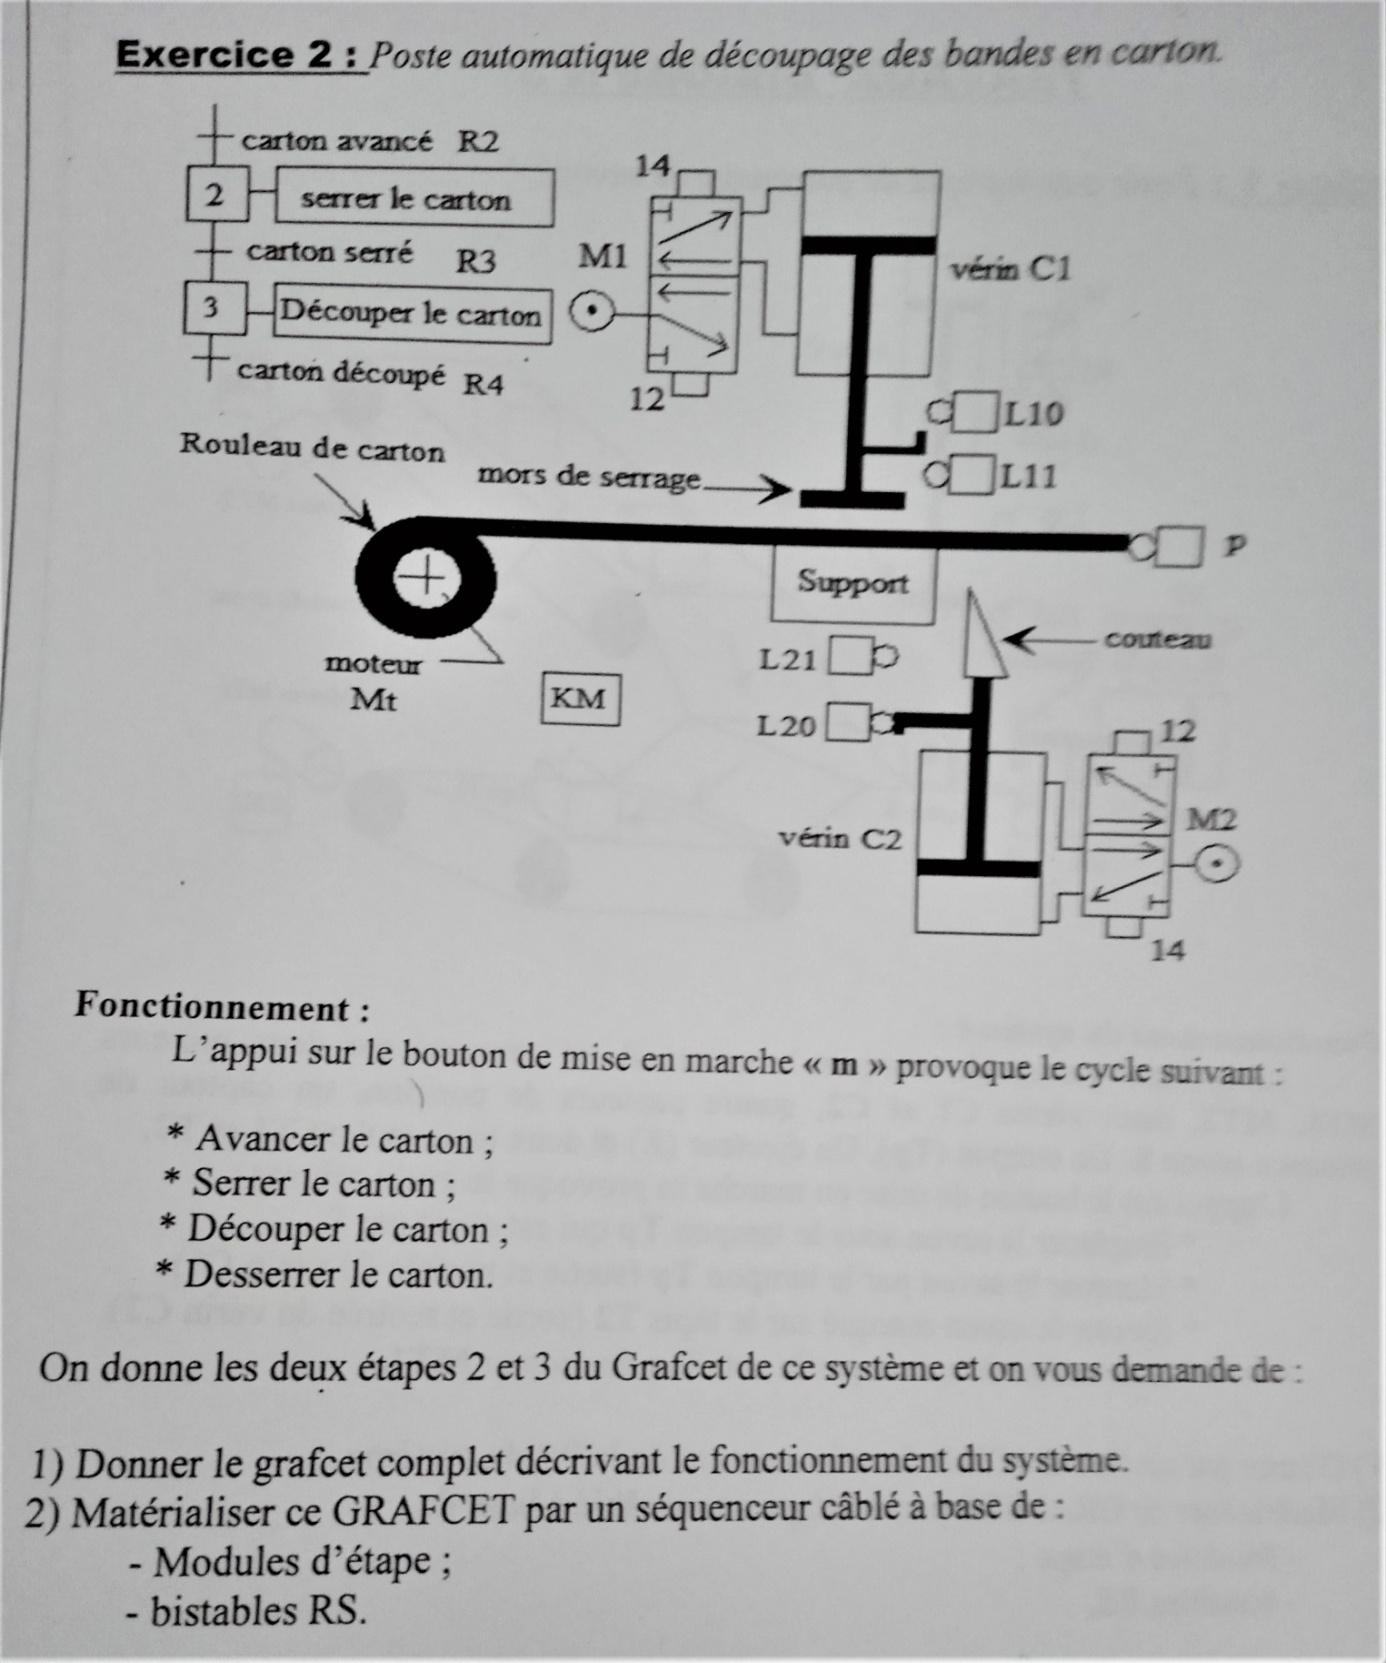 Exercice 2 : Poste automatique de découpage des bandes en carton.
carton avancé R2
2 serrer le carton
carton serré R3
3 Découper le carton
carton découpé R4
14
M1
12
vérin C1
L10
L11
Rouleau de carton
mors de serrage
P
Support
couteau
moteur
Mt
KM
L21
L20
12
M2
vérin C2
14
Fonctionnement :
L'appui sur le bouton de mise en marche « m » provoque le cycle suivant :
* Avancer le carton ;
* Serrer le carton ;
* Découper le carton ;
* Desserrer le carton.
On donne les deux étapes 2 et 3 du Grafcet de ce système et on vous demande de :
1) Donner le grafcet complet décrivant le fonctionnement du système.
2) Matérialiser ce GRAFCET par un séquenceur câblé à base de :
- Modules d'étape ;
- bistables RS.